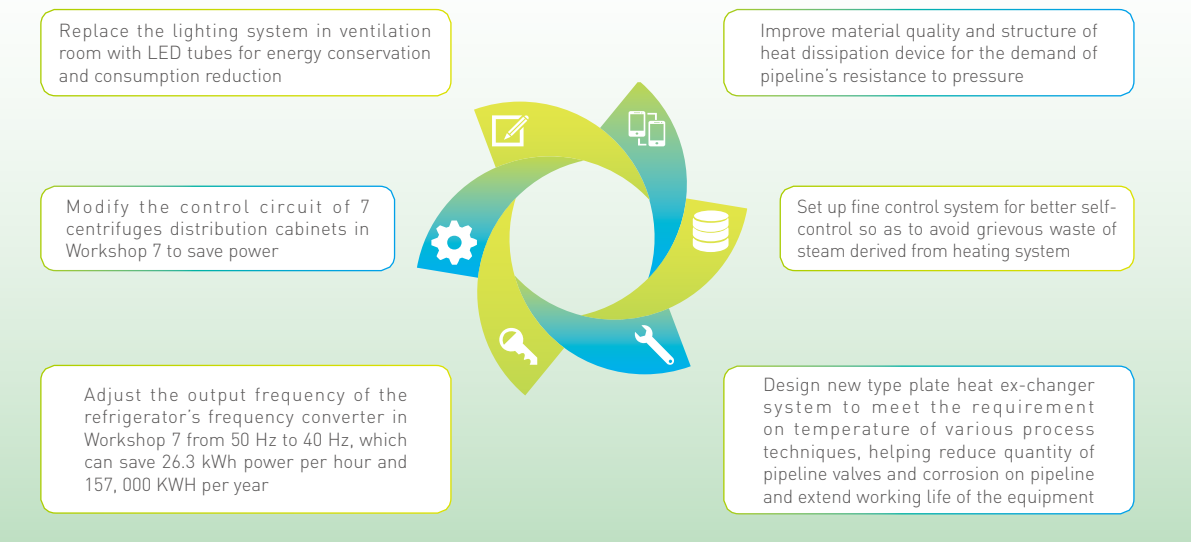 Replace the lighting system in ventilation
room with LED tubes for energy conservation
and consumption reduction
Improve material quality and structure of
heat dissipation device for the demand of
pipeline's resistance to pressure
Modify the control circuit of 7
centrifuges distribution cabinets in
Workshop 7 to save power
Set up fine control system for better self-
control so as to avoid grievous waste of
steam derived from heating system
Adjust the output frequency of the
refrigerator's frequency converter in
Workshop 7 from 50 Hz to 40 Hz, which
can save 26.3 kWh power per hour and
157, 000 KWH per year
Design new type plate heat ex-changer
system to meet the requirement
on temperature of various process
techniques, helping reduce quantity of
pipeline valves and corrosion on pipeline
and extend working life of the equipment